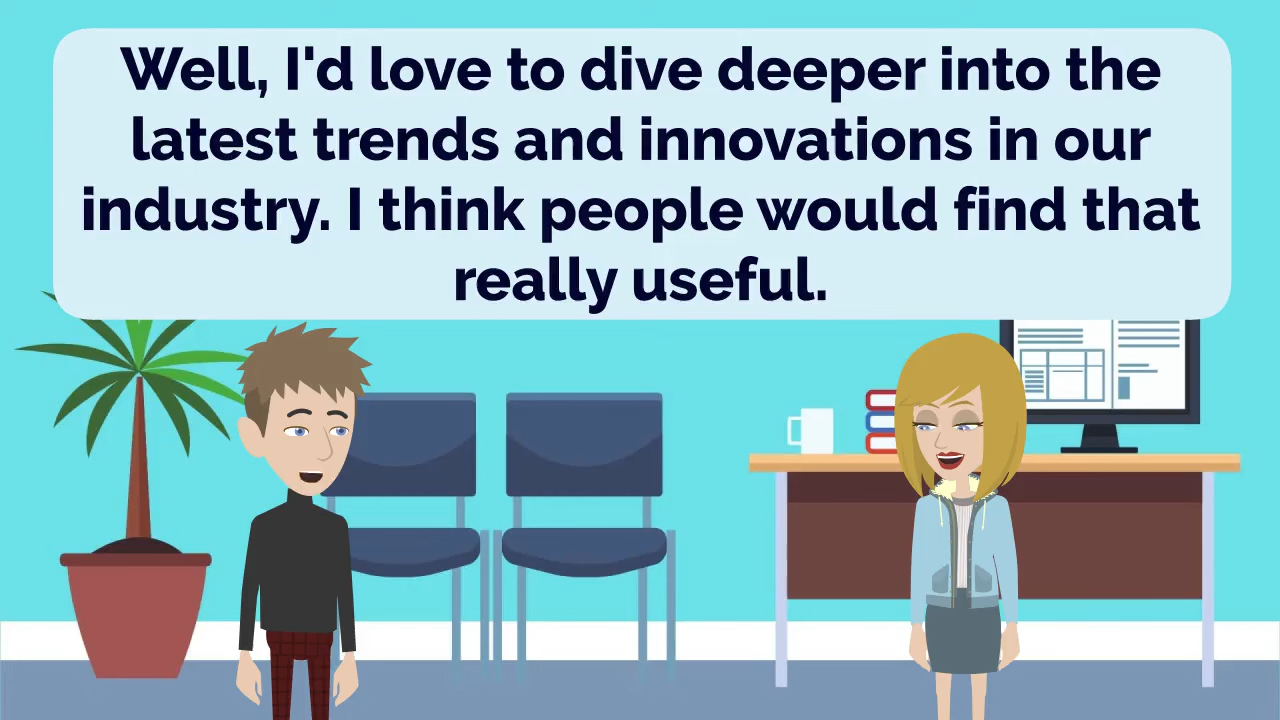 Well, I'd love to dive deeper into the
latest trends and innovations in our
industry. I think people would find that
really useful.